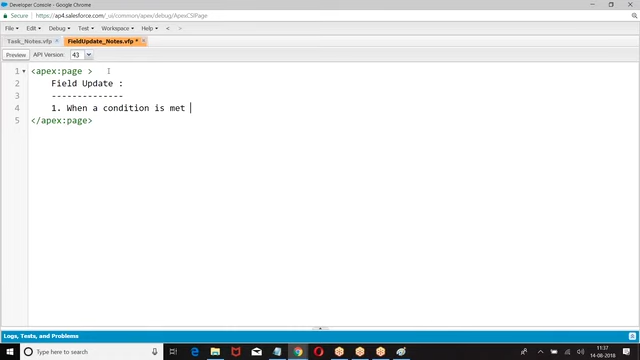 Developer Console - Google Chrome
Secure https://ap4.salesforce.com/_ui/common/apex/debug/ApexCSIPage
File Edit Debug Test Workspace Help < >
Task_Notes.vfp FieldUpdate_Notes.vfp *
Preview API Version: 43
1 <apex:page >
2 Field Update :
3 --------------
4 1. When a condition is met
5 </apex:page>
Logs, Tests, and Problems
Type here to search
11:37
14-08-2018